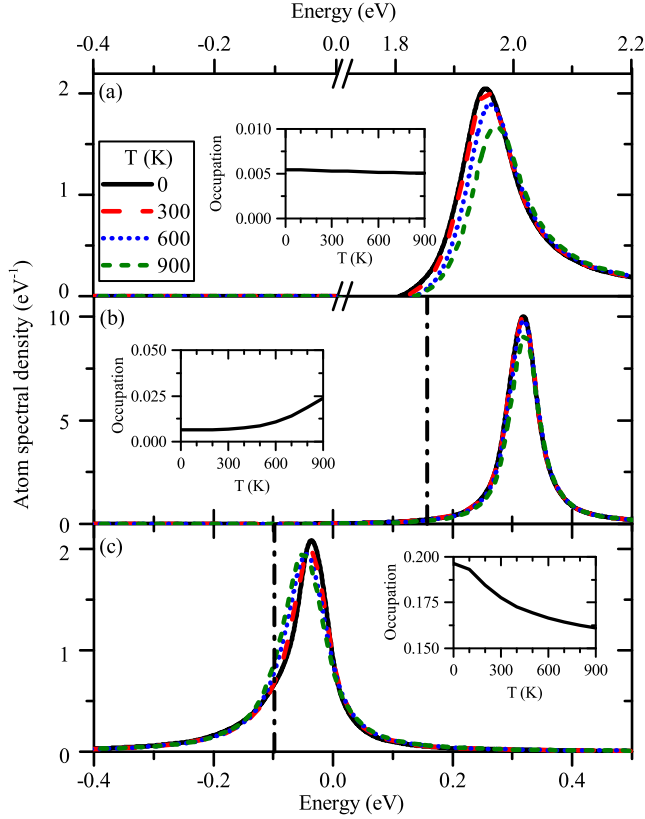 Energy (eV)
-0.4 -0.2 0.0 1.8 2.0 2.2
(a)
2
1
0
T (K)
0
300
600
900
Occupation
0.010
0.005
0.000
0 300 600 900
T (K)
Atom spectral density (eV⁻¹)
(b)
10
5
0
Occupation
0.050
0.025
0.000
0 300 600 900
T (K)
(c)
2
1
0
Occupation
0.200
0.175
0.150
0 300 600 900
T (K)
-0.4 -0.2 0.0 0.2 0.4
Energy (eV)